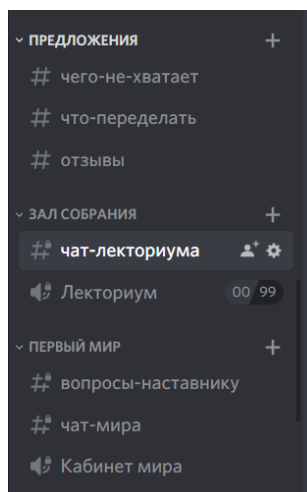 ПРЕДЛОЖЕНИЯ
чего-не-хватает
что-переделать
отзывы
ЗАЛ СОБРАНИЯ
чат-лекториума
Лекториум 00 99
ПЕРВЫЙ МИР
вопросы-наставнику
чат-мира
Кабинет мира